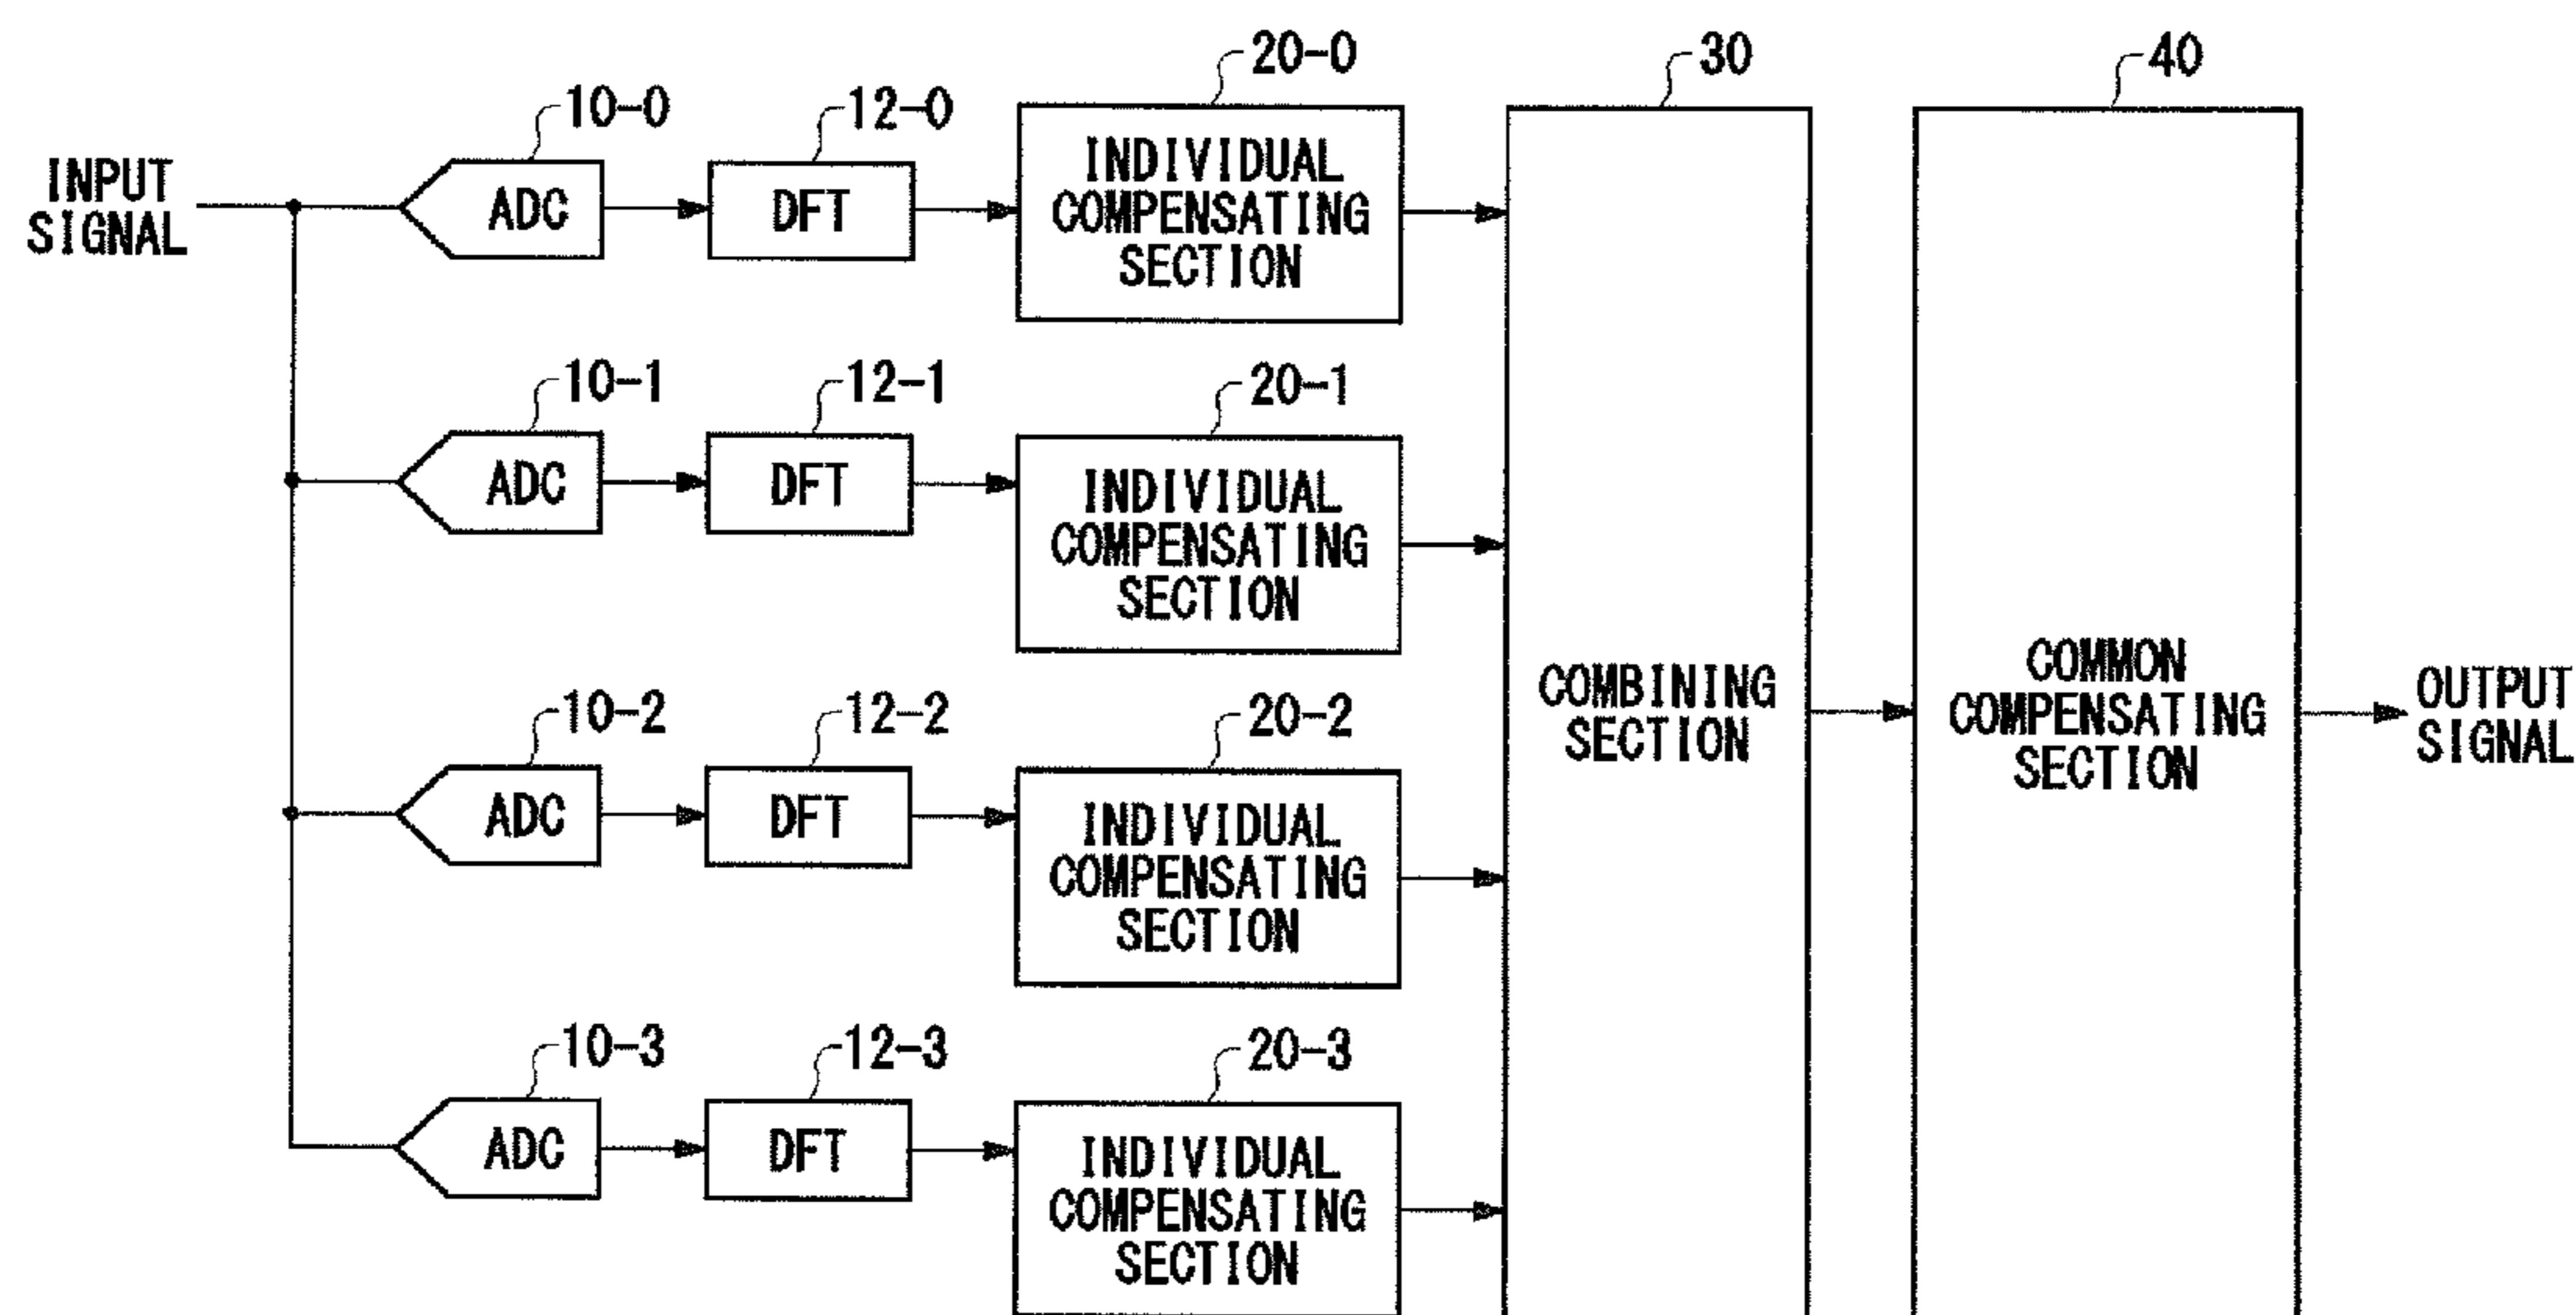 20-0
30
40
10-0
12-0
INPUT
SIGNAL
ADC
DFT
INDIVIDUAL
COMPENSATING
SECTION
10-1
12-1
20-1
ADC
DFT
INDIVIDUAL
COMPENSATING
SECTION
COMBINING
SECTION
COMMON
COMPENSATING
SECTION
OUTPUT
SIGNAL
10-2
12-2
20-2
ADC
DFT
INDIVIDUAL
COMPENSATING
SECTION
10-3
12-3
20-3
ADC
DFT
INDIVIDUAL
COMPENSATING
SECTION